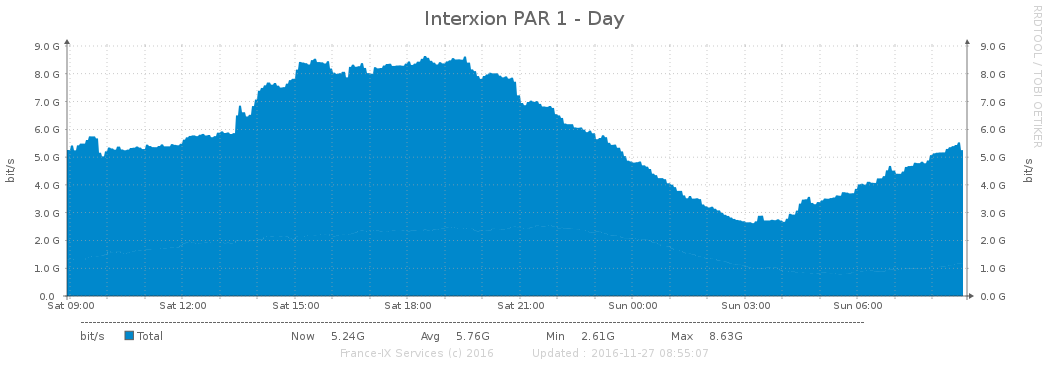 Interxion PAR 1 - Day
RRDTOOL / TOBI OETIKER
9.0 G 9.0 G
8.0 G 8.0 G
7.0 G 7.0 G
6.0 G 6.0 G
5.0 G 5.0 G
4.0 G 4.0 G
3.0 G 3.0 G
2.0 G 2.0 G
1.0 G 1.0 G
0.0 0.0 G
bit/s
bit/s
Sat 09:00 Sat 12:00 Sat 15:00 Sat 18:00 Sat 21:00 Sun 00:00 Sun 03:00 Sun 06:00
bit/s Total Now 5.24G Avg 5.76G Min 2.61G Max 8.63G
France-IX Services (c) 2016 Updated : 2016-11-27 08:55:07